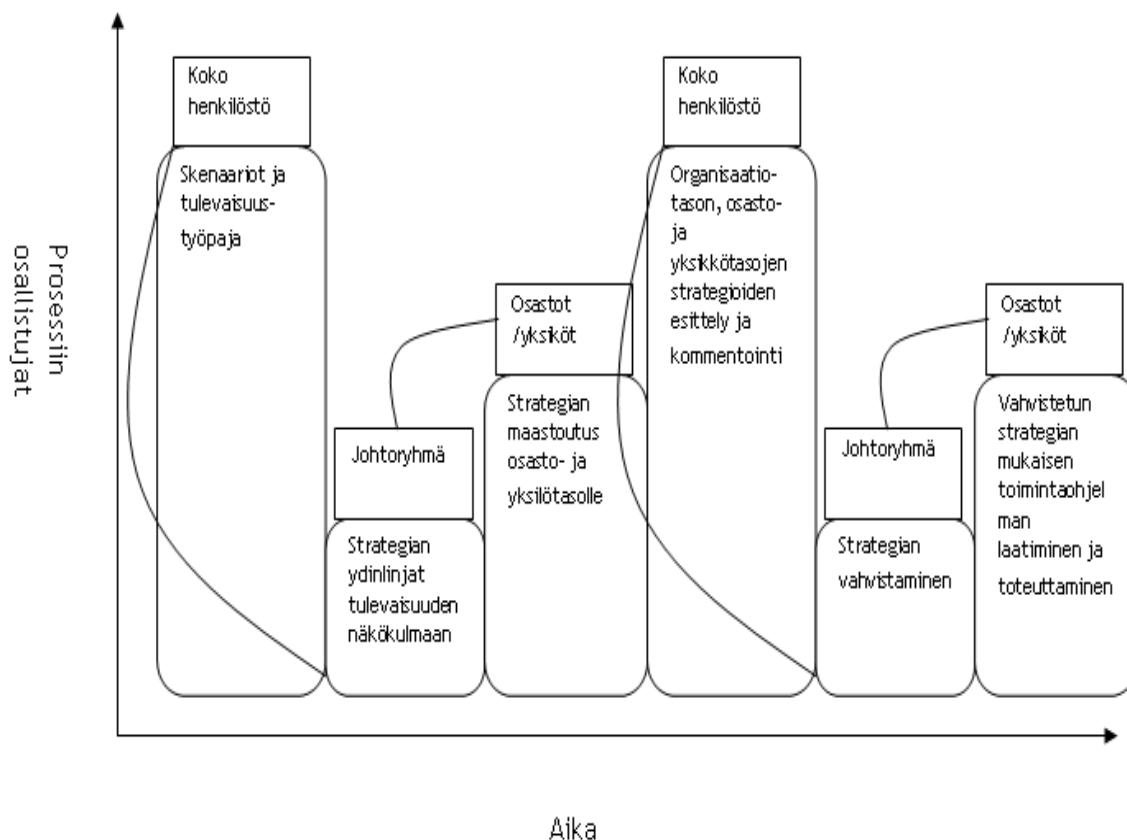 Prosessiin
osallistujat
Koko
henkilöstö
Skenaariot ja
tulevaisuus-
työpaja
Johtoryhmä
Strategian
ydinlinjat
tulevaisuuden
näkökulmaan
Osastot
/yksiköt
Strategian
maastoutus
osasto- ja
yksilötasolle
Koko
henkilöstö
Organisaatio-
tason, osasto-
ja
yksikkötasojen
strategioiden
esittely ja
kommentointi
Johtoryhmä
Strategian
vahvistaminen
Osastot
/yksiköt
Vahvistetun
strategian
mukaisen
toimintaohjel
man
laatiminen ja
toteuttaminen
Aika